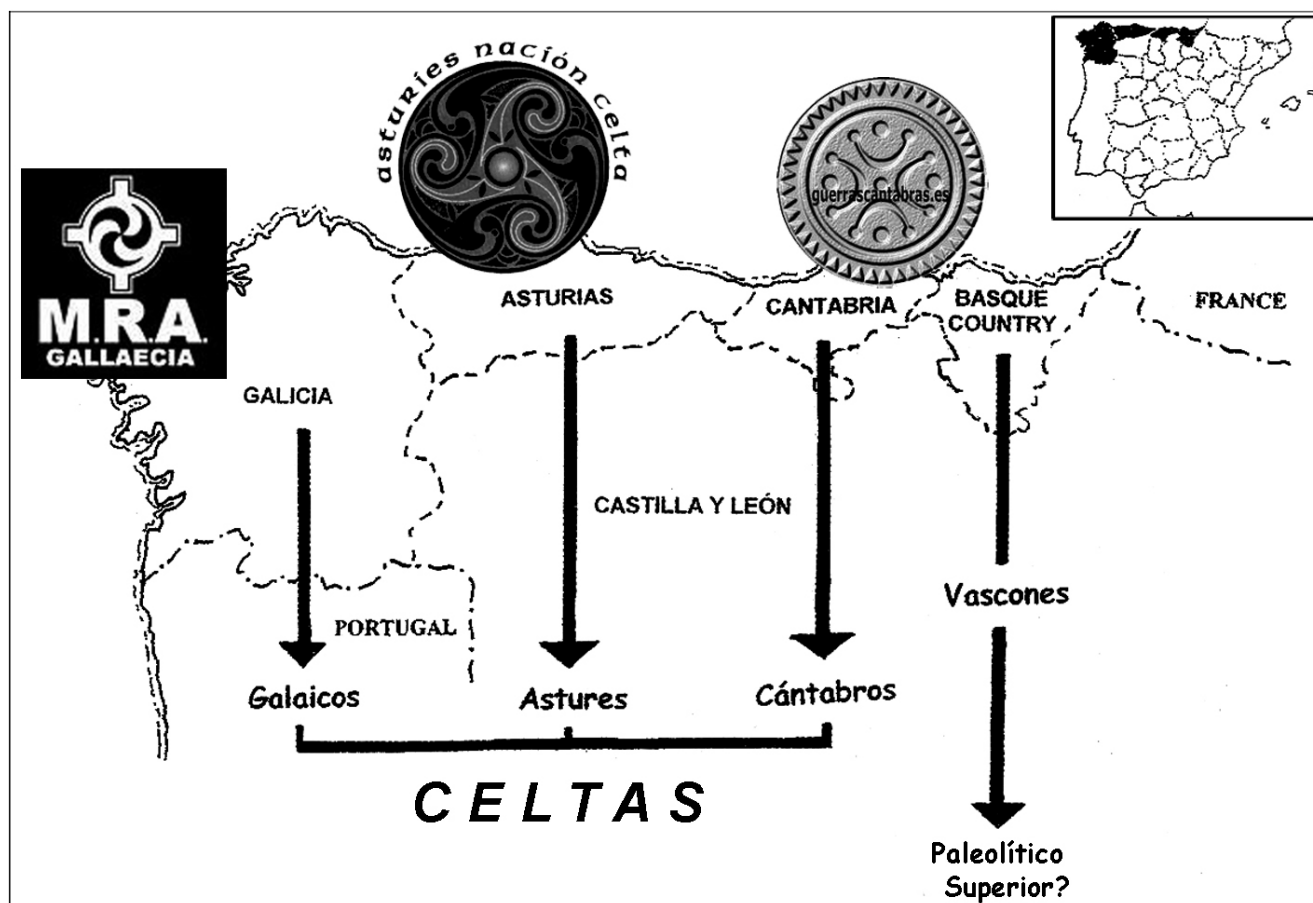 asturies nación celta
guerrascantabras.es
M.R.A.
GALLAECIA
ASTURIAS
CANTABRIA
BASQUE
COUNTRY
FRANCE
GALICIA
CASTILLA Y LEÓN
PORTUGAL
Vascones
Galaicos
Astures
Cántabros
CELTAS
Paleolítico
Superior?